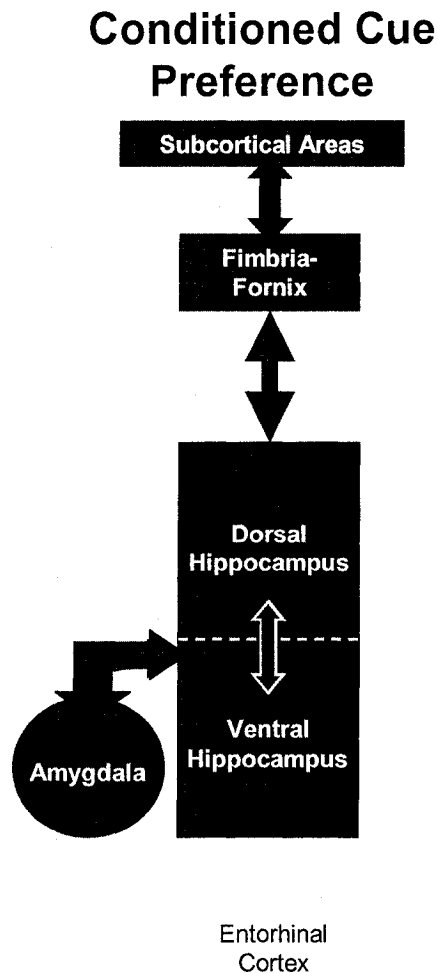 Conditioned Cue
Preference
Subcortical Areas
Fimbria-
Fornix
Dorsal
Hippocampus
Amygdala
Ventral
Hippocampus
Entorhinal
Cortex